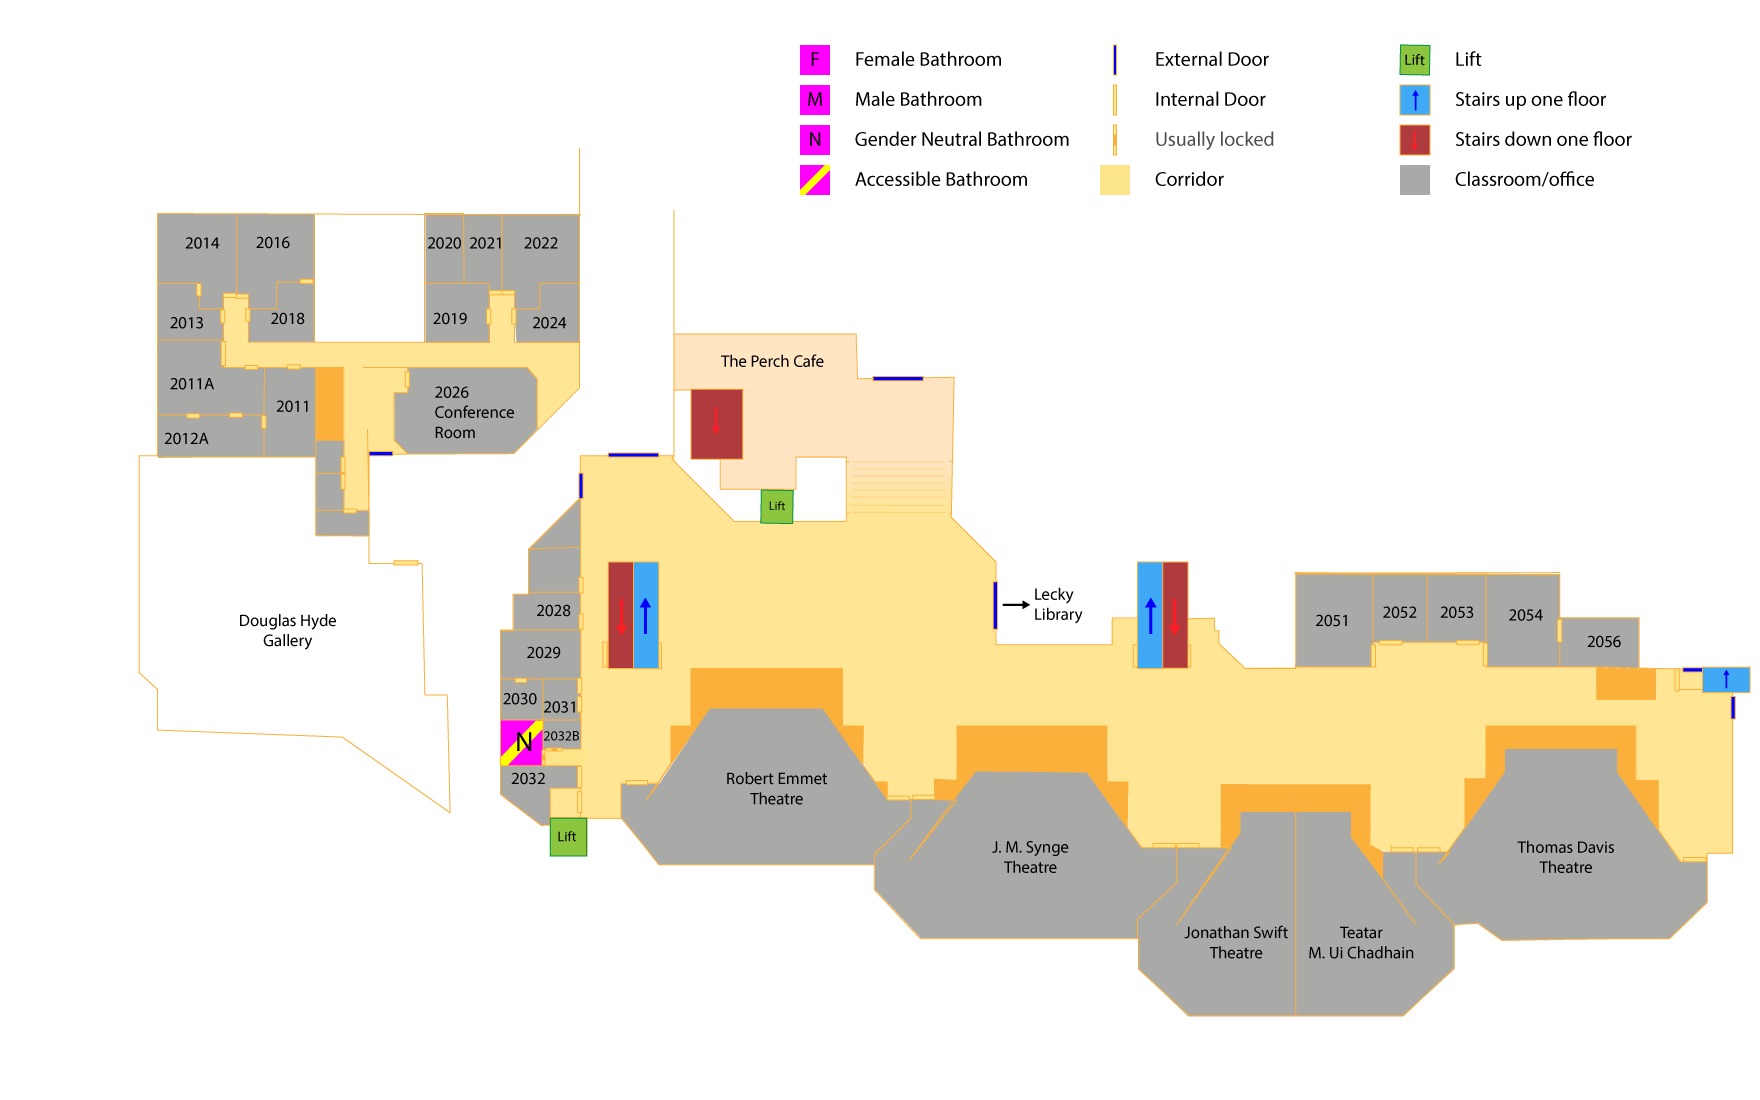 F Female Bathroom
M Male Bathroom
N Gender Neutral Bathroom
Accessible Bathroom
External Door
Internal Door
Usually locked
Corridor
Lift Lift
Stairs up one floor
Stairs down one floor
Classroom/office
2014
2016
2020
2021
2022
2013
2018
2019
2024
2011A
2011
2012A
2026
Conference
Room
The Perch Cafe
Lift
Douglas Hyde
Gallery
2028
2029
2030
2031
N
2032B
2032
Lift
Lecky
Library
2051
2052
2053
2054
2056
Robert Emmet
Theatre
J. M. Synge
Theatre
Jonathan Swift
Theatre
Teatar
M. Ui Chadhain
Thomas Davis
Theatre